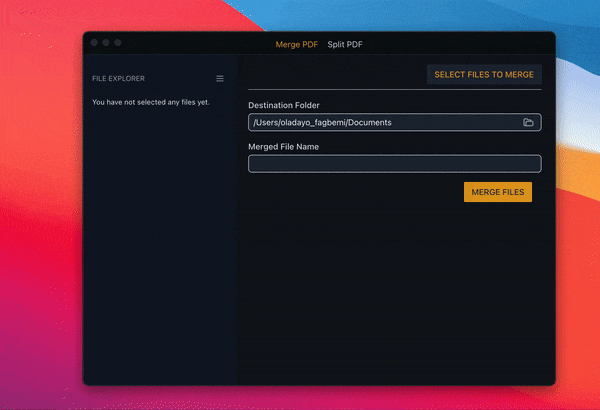 Merge PDF Split PDF
FILE EXPLORER
You have not selected any files yet.
SELECT FILES TO MERGE
Destination Folder
/Users/oladayo_fagbemi/Documents
Merged File Name
MERGE FILES